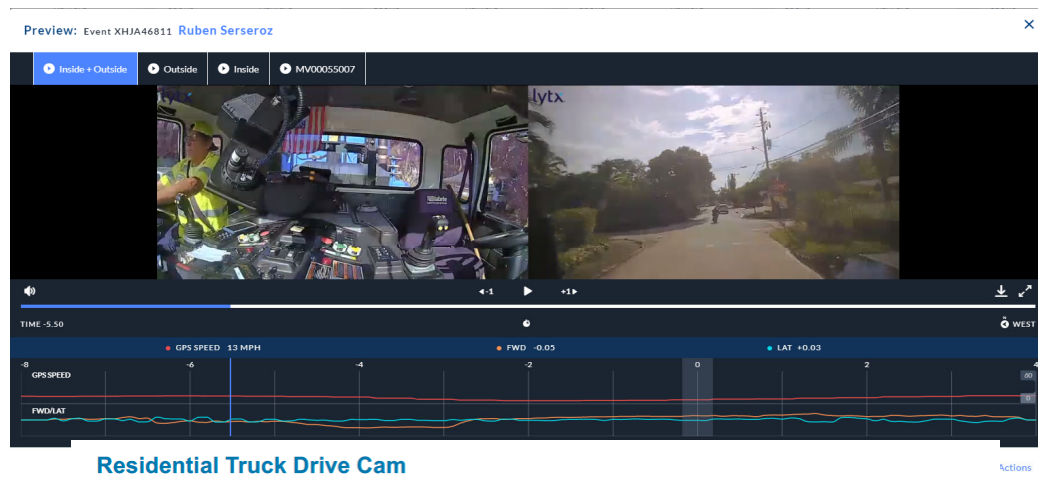 Preview: Event XHJA46811 Ruben Serseroz
Inside + Outside Outside Inside MV00055007
lytx lytx
labrie
-1 +1
TIME -5.50 WEST
GPS SPEED 13 MPH FWD -0.05 LAT +0.03
-8 -6 -4 -2 0 2 4
GPS SPEED 60
0
FWD/LAT
Residential Truck Drive Cam
Actions